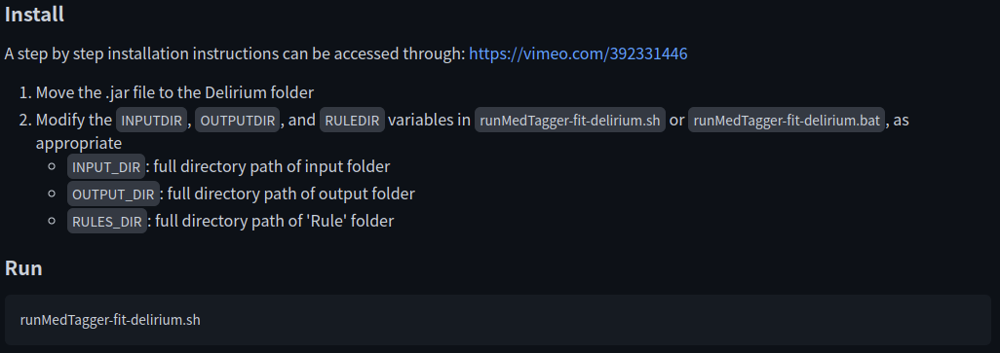 Install
A step by step installation instructions can be accessed through: https://vimeo.com/392331446
1. Move the .jar file to the Delirium folder
2. Modify the INPUTDIR, OUTPUTDIR, and RULEDIR variables in runMedTagger-fit-delirium.sh or runMedTagger-fit-delirium.bat, as
appropriate
◦ INPUT_DIR: full directory path of input folder
◦ OUTPUT_DIR: full directory path of output folder
◦ RULES_DIR: full directory path of 'Rule' folder
Run
runMedTagger-fit-delirium.sh